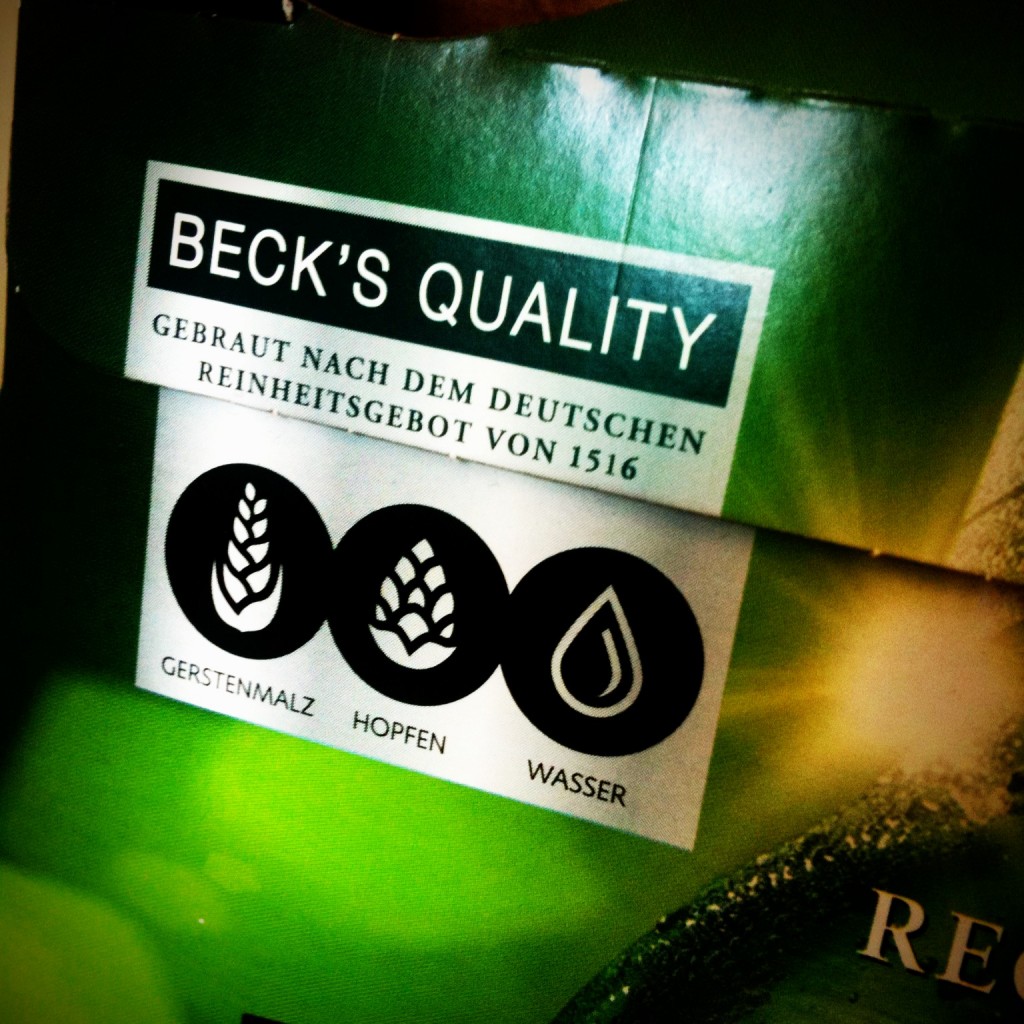 BECK'S QUALITY
GEBRAUT NACH DEM DEUTSCHEN
REINHEITSGEBOT VON 1516
GERSTENMALZ
HOPFEN
WASSER